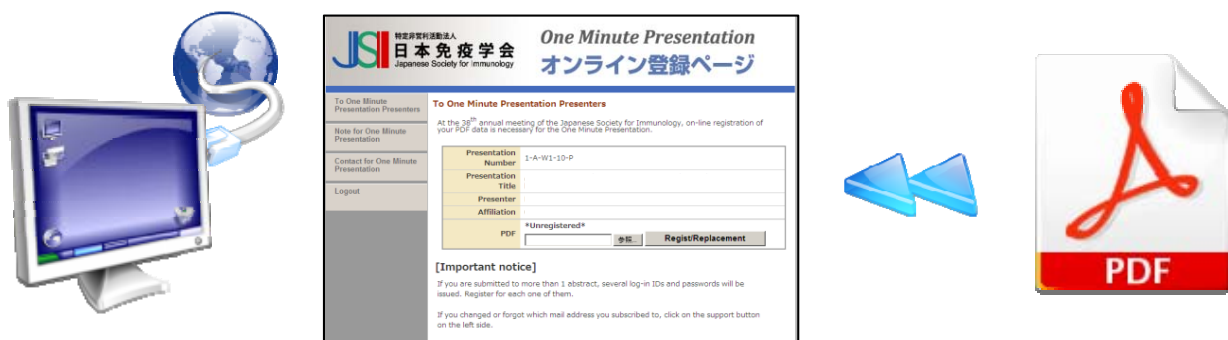 JSI
特定非営利活動法人
日本免疫学会
Japanese Society for Immunology
One Minute Presentation
オンライン登録ページ
To One Minute
Presentation Presenters
Note for One Minute
Presentation
Contact for One Minute
Presentation
Logout
To One Minute Presentation Presenters
At the 38th annual meeting of the Japanese Society for Immunology, on-line registration of
your PDF data is necessary for the One Minute Presentation.
Presentation
Number
1-A-W1-10-P
Presentation
Title
Presenter
Affiliation
PDF
*Unregistered*
参照...
Regist/Replacement
[Important notice]
If you are submitted to more than 1 abstract, several log-in IDs and passwords will be
issued. Register for each one of them.
If you changed or forgot which mail address you subscribed to, click on the support button
on the left side.
PDF